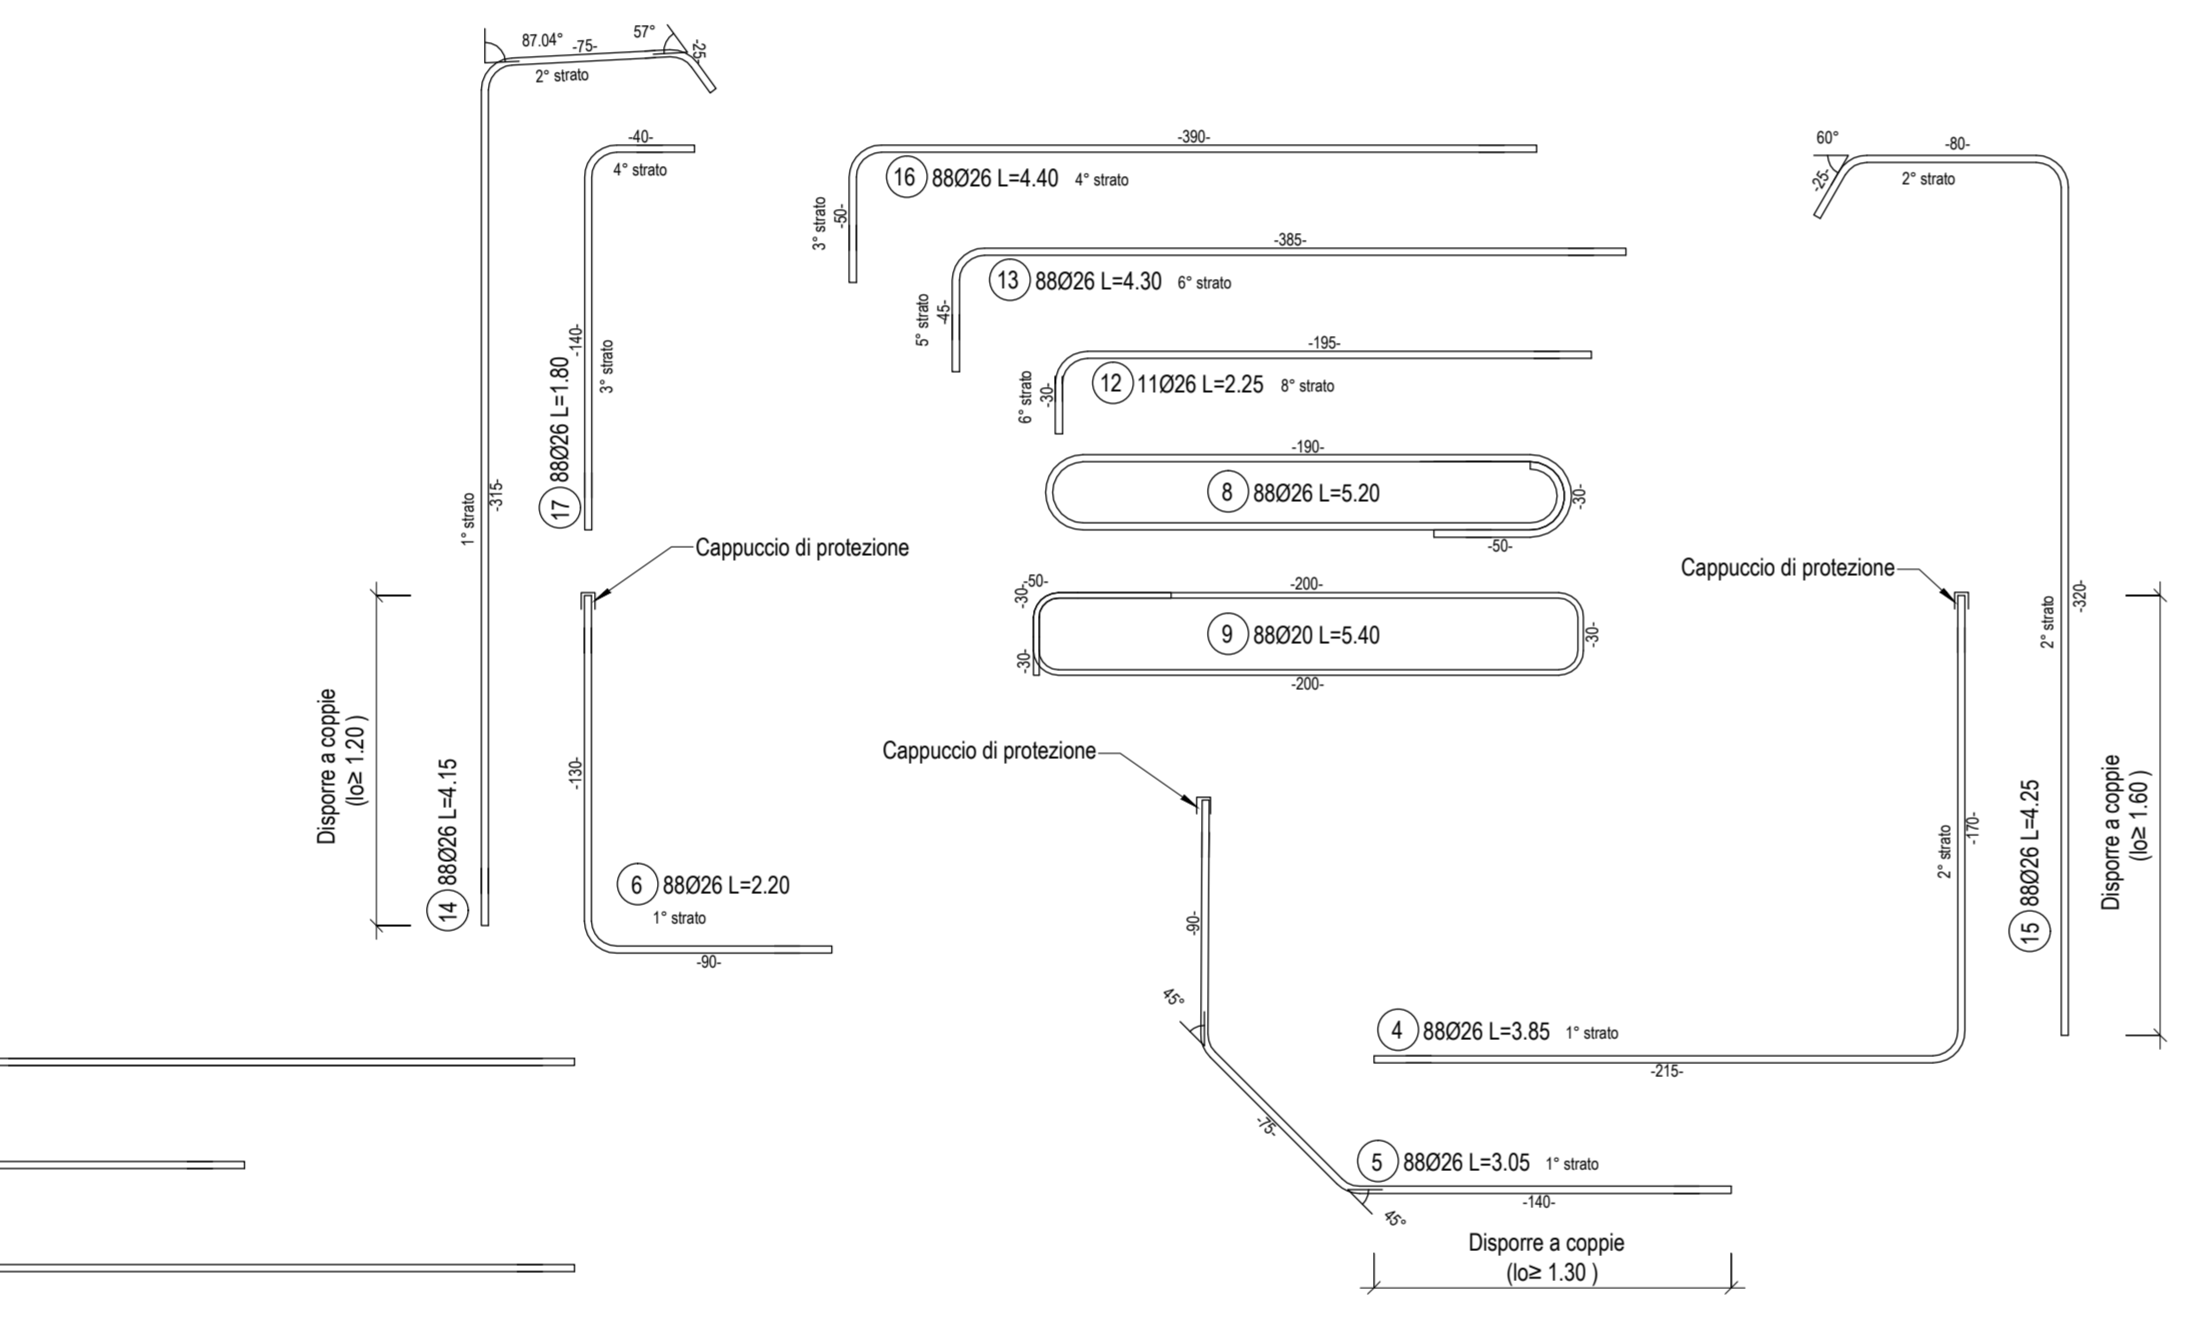 87.04°
-75-
57°
-25-
2° strato
-40-
4° strato
-390-
16 88Ø26 L=4.40 4° strato
3° strato
-50-
60°
-80-
-25-
2° strato
-385-
13 88Ø26 L=4.30 6° strato
5° strato
-45-
-195-
12 11Ø26 L=2.25 8° strato
6° strato
-30-
-140-
3° strato
17 88Ø26 L=1.80
-190-
8 88Ø26 L=5.20
-30-
-50-
1° strato
-315-
Cappuccio di protezione
Cappuccio di protezione
-50-
-30-
-200-
9 88Ø20 L=5.40
-30-
-30-
-200-
2° strato
-320-
Disporre a coppie
(lo≥ 1.20 )
14 88Ø26 L=4.15
-130-
6 88Ø26 L=2.20
1° strato
-90-
Cappuccio di protezione
-90-
45°
-75-
2° strato
-170-
15 88Ø26 L=4.25
Disporre a coppie
(lo≥ 1.60 )
4 88Ø26 L=3.85 1° strato
-215-
5 88Ø26 L=3.05 1° strato
-140-
45°
Disporre a coppie
(lo≥ 1.30 )